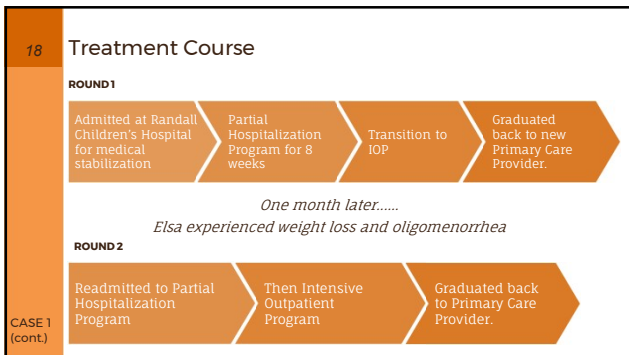 18
Treatment Course
ROUND 1
Admitted at Randall
Children's Hospital
for medical
stabilization
Partial
Hospitalization
Program for 8
weeks
Transition to
IOP
Graduated
back to new
Primary Care
Provider.
One month later......
Elsa experienced weight loss and oligomenorrhea
ROUND 2
Readmitted to Partial
Hospitalization
Program
Then Intensive
Outpatient
Program
Graduated back
to Primary Care
Provider.
CASE 1
(cont.)